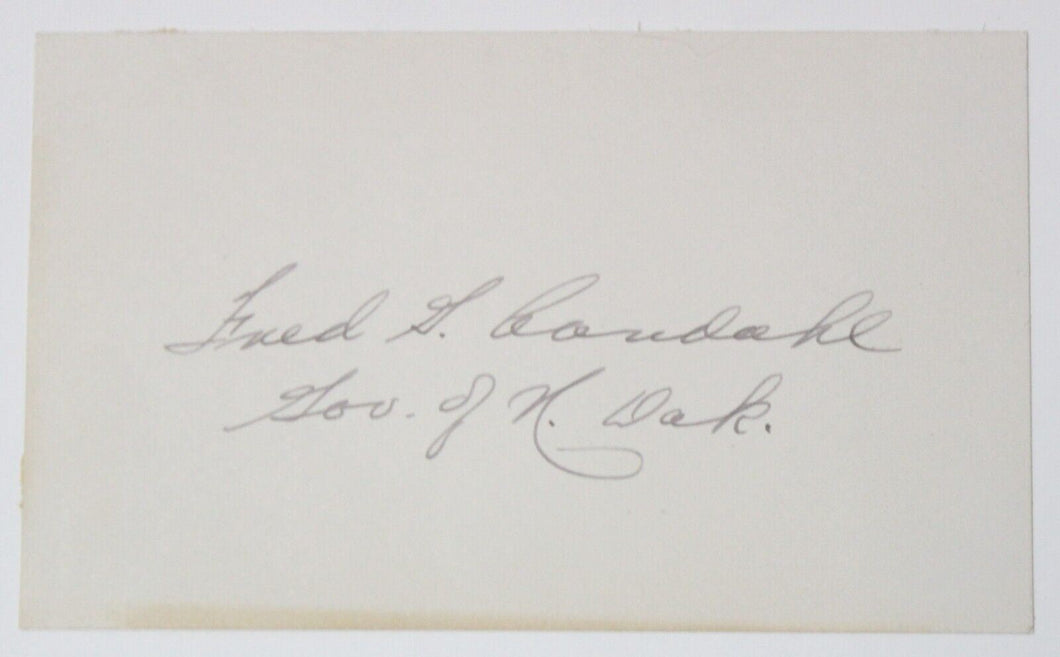 Fred G. Aandahl
Gov. of N. Dak.